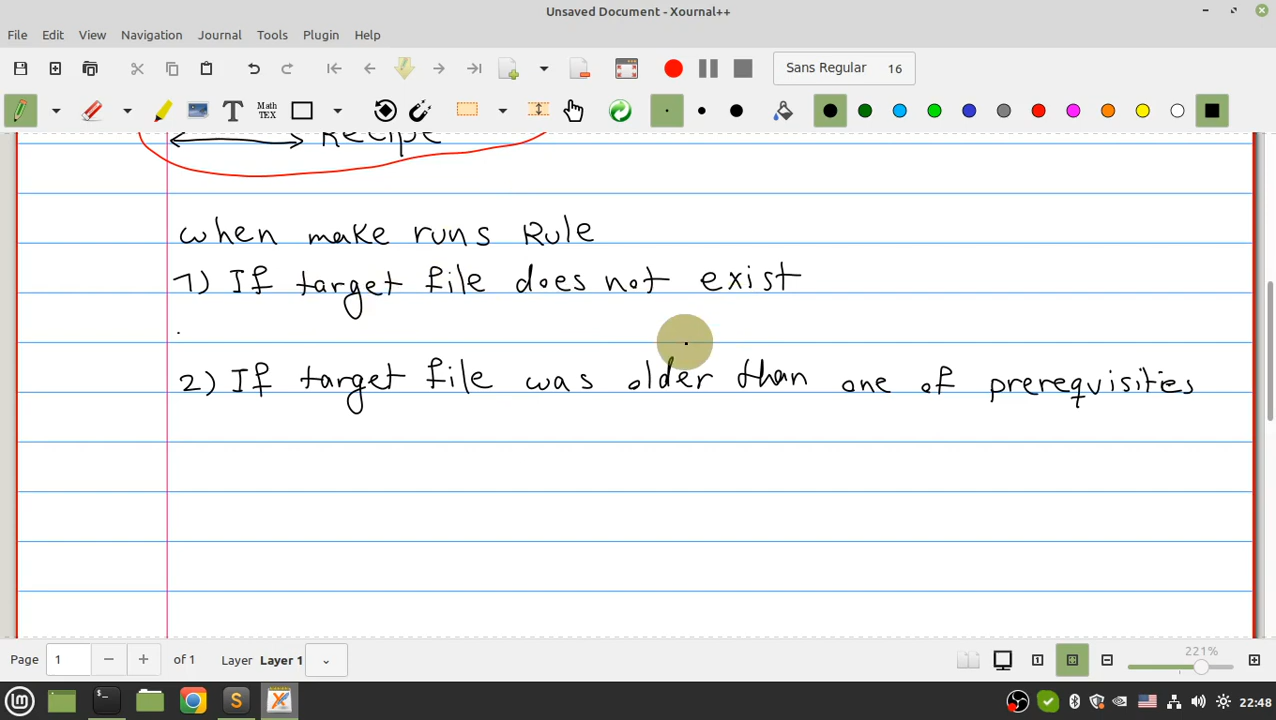 Unsaved Document - Xournal++
File Edit View Navigation Journal Tools Plugin Help
Sans Regular 16
Recipe
when make runs Rule
1) If target file does not exist
2) If target file was older than one of prerequisities
Page 1 of 1 Layer Layer 1 221%
22:48